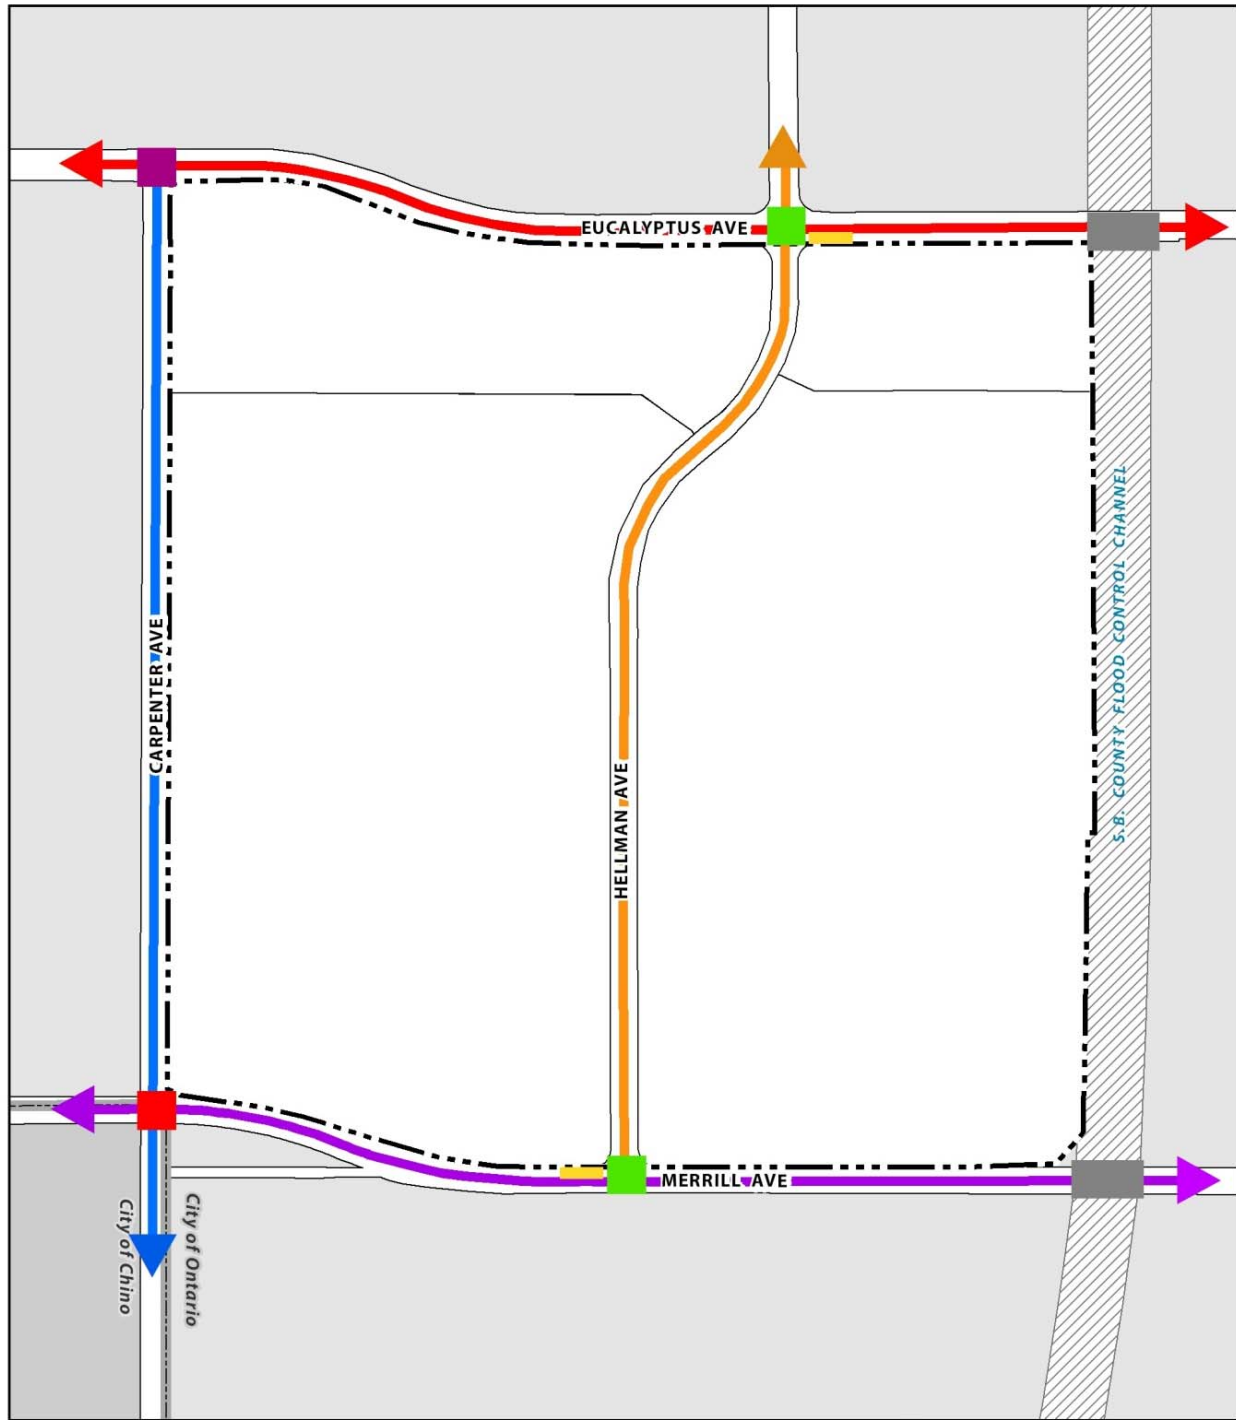 EUCALYPTUS AVE
S.B. COUNTY FLOOD CONTROL CHANNEL
CARPENTER AVE
HELLMAN AVE
MERRILL AVE
City of Chino
City of Ontario